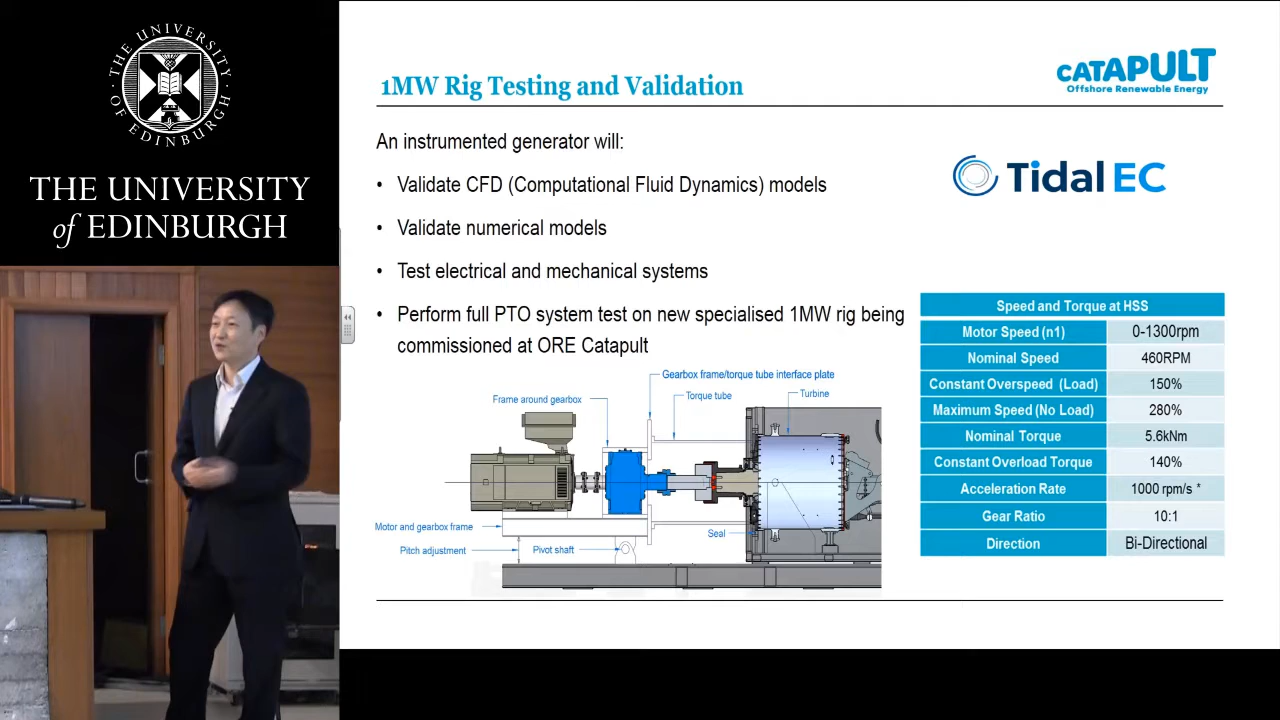 THE UNIVERSITY OF EDINBURGH
THE UNIVERSITY
of EDINBURGH
1MW Rig Testing and Validation
CATAPULT
Offshore Renewable Energy
An instrumented generator will:
• Validate CFD (Computational Fluid Dynamics) models
• Validate numerical models
• Test electrical and mechanical systems
• Perform full PTO system test on new specialised 1MW rig being
commissioned at ORE Catapult
Tidal EC
Gearbox frame/torque tube interface plate
Frame around gearbox
Torque tube
Turbine
Motor and gearbox frame
Pitch adjustment
Pivot shaft
Seal
Speed and Torque at HSS
Motor Speed (n1) 0-1300rpm
Nominal Speed 460RPM
Constant Overspeed (Load) 150%
Maximum Speed (No Load) 280%
Nominal Torque 5.6kNm
Constant Overload Torque 140%
Acceleration Rate 1000 rpm/s *
Gear Ratio 10:1
Direction Bi-Directional